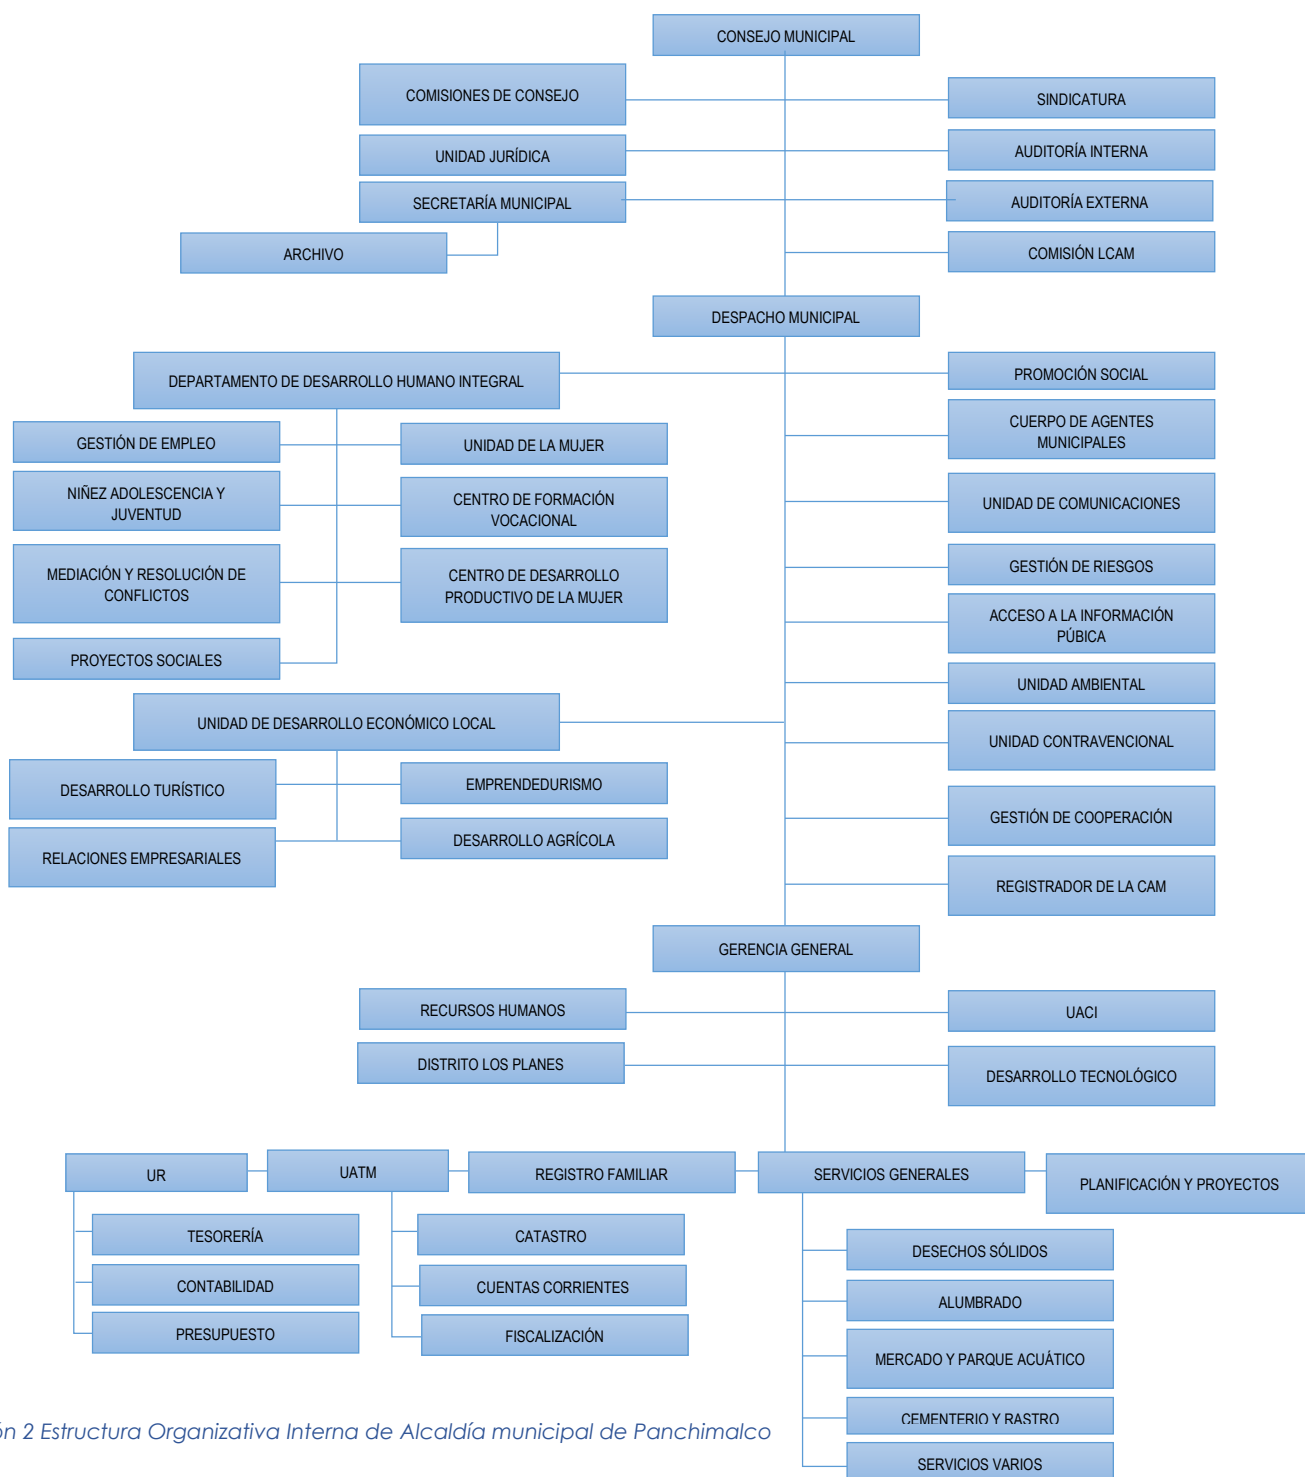 CONSEJO MUNICIPAL
COMISIONES DE CONSEJO
SINDICATURA
UNIDAD JURÍDICA
AUDITORÍA INTERNA
SECRETARÍA MUNICIPAL
AUDITORÍA EXTERNA
ARCHIVO
COMISIÓN LCAM
DESPACHO MUNICIPAL
DEPARTAMENTO DE DESARROLLO HUMANO INTEGRAL
PROMOCIÓN SOCIAL
GESTIÓN DE EMPLEO
UNIDAD DE LA MUJER
CUERPO DE AGENTES
MUNICIPALES
NIÑEZ ADOLESCENCIA Y
JUVENTUD
CENTRO DE FORMACIÓN
VOCACIONAL
UNIDAD DE COMUNICACIONES
MEDIACIÓN Y RESOLUCIÓN DE
CONFLICTOS
CENTRO DE DESARROLLO
PRODUCTIVO DE LA MUJER
GESTIÓN DE RIESGOS
ACCESO A LA INFORMACIÓN
PÚBICA
PROYECTOS SOCIALES
UNIDAD AMBIENTAL
UNIDAD DE DESARROLLO ECONÓMICO LOCAL
UNIDAD CONTRAVENCIONAL
DESARROLLO TURÍSTICO
EMPRENDEDURISMO
GESTIÓN DE COOPERACIÓN
RELACIONES EMPRESARIALES
DESARROLLO AGRÍCOLA
REGISTRADOR DE LA CAM
GERENCIA GENERAL
RECURSOS HUMANOS
UACI
DISTRITO LOS PLANES
DESARROLLO TECNOLÓGICO
UR
UATM
REGISTRO FAMILIAR
SERVICIOS GENERALES
PLANIFICACIÓN Y PROYECTOS
TESORERÍA
CATASTRO
DESECHOS SÓLIDOS
CONTABILIDAD
CUENTAS CORRIENTES
ALUMBRADO
PRESUPUESTO
FISCALIZACIÓN
MERCADO Y PARQUE ACUÁTICO
CEMENTERIO Y RASTRO
SERVICIOS VARIOS
ón 2 Estructura Organizativa Interna de Alcaldía municipal de Panchimalco